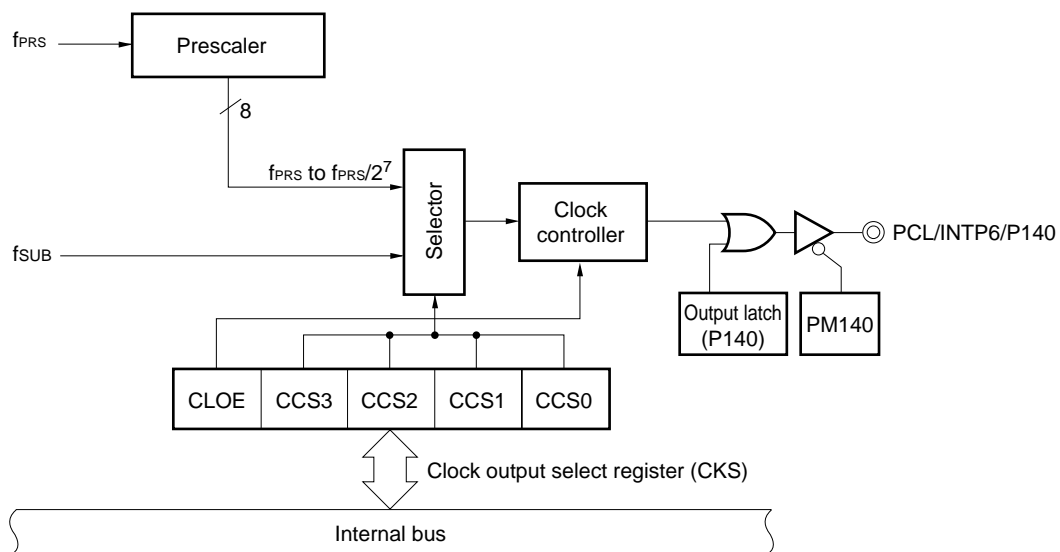 fPRS
Prescaler
8
fPRS to fPRS/2⁷
Selector
Clock
controller
PCL/INTP6/P140
fSUB
Output latch
(P140)
PM140
CLOE CCS3 CCS2 CCS1 CCS0
Clock output select register (CKS)
Internal bus